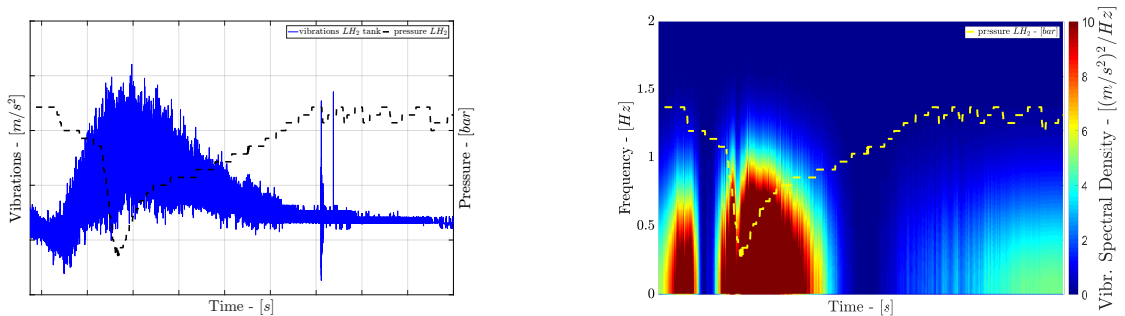 vibrations LH₂ tank
pressure LH₂
Vibrations - [m/s²]
Pressure - [bar]
Time - [s]
2
1.5
1
0.5
0
Frequency - [Hz]
pressure LH₂ - [bar]
Time - [s]
10
8
6
4
2
0
Vibr. Spectral Density - [(m/s²)²/Hz]